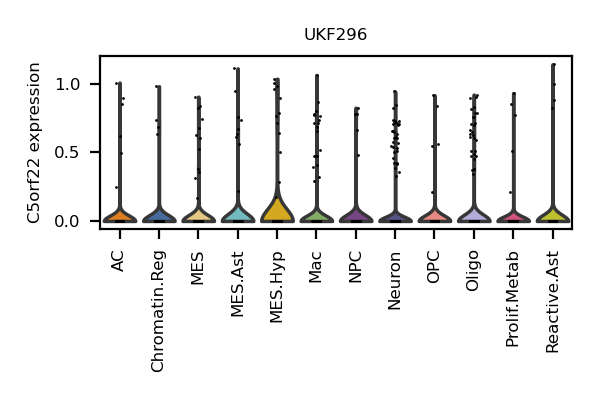 UKF296
C5orf22 expression
1.0
0.5
0.0
AC
Chromatin.Reg
MES
MES.Ast
MES.Hyp
Mac
NPC
Neuron
OPC
Oligo
Prolif.Metab
Reactive.Ast